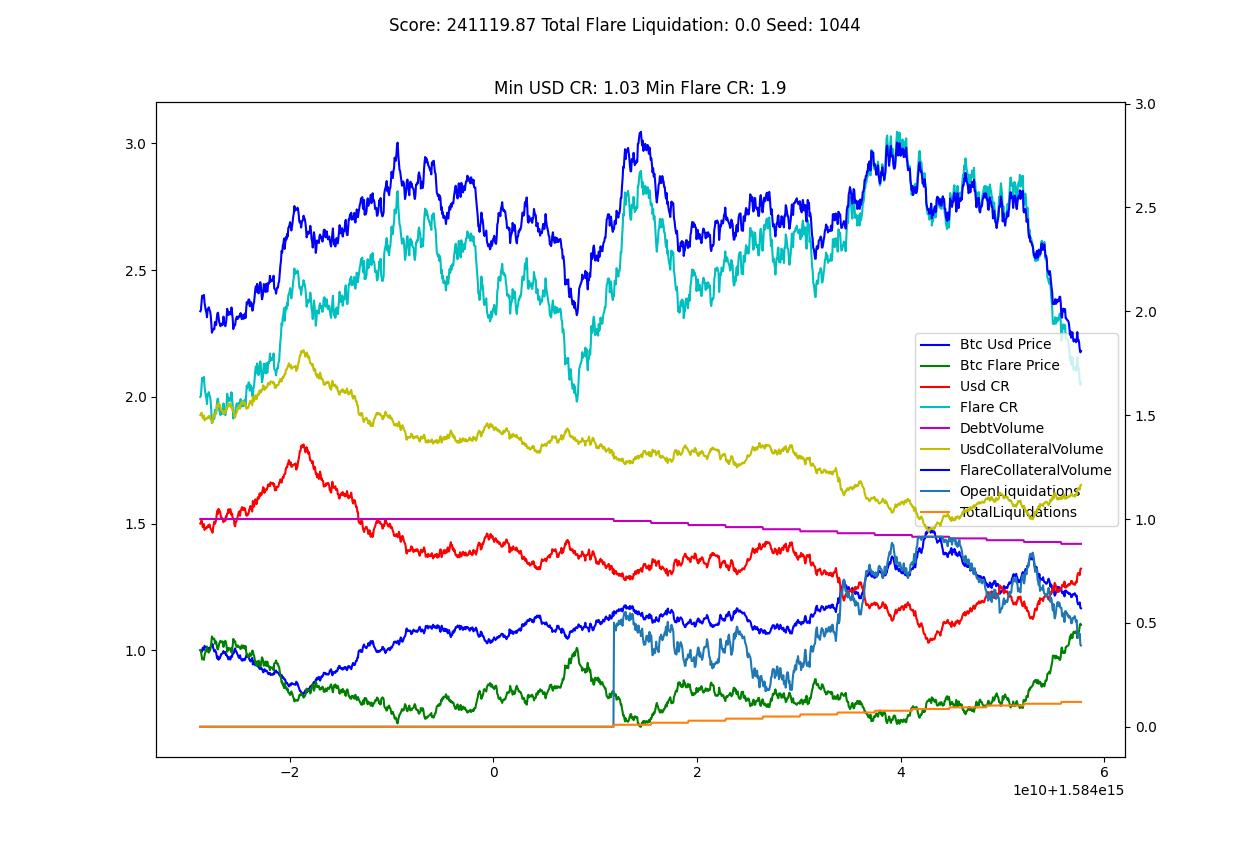 Score: 241119.87 Total Flare Liquidation: 0.0 Seed: 1044
Min USD CR: 1.03 Min Flare CR: 1.9
3.0
2.5
2.0
1.5
1.0
3.0
2.5
2.0
1.5
1.0
0.5
0.0
Btc Usd Price
Btc Flare Price
Usd CR
Flare CR
DebtVolume
UsdCollateralVolume
FlareCollateralVolume
OpenLiquidations
TotalLiquidations
−2 0 2 4 6
1e10+1.584e15